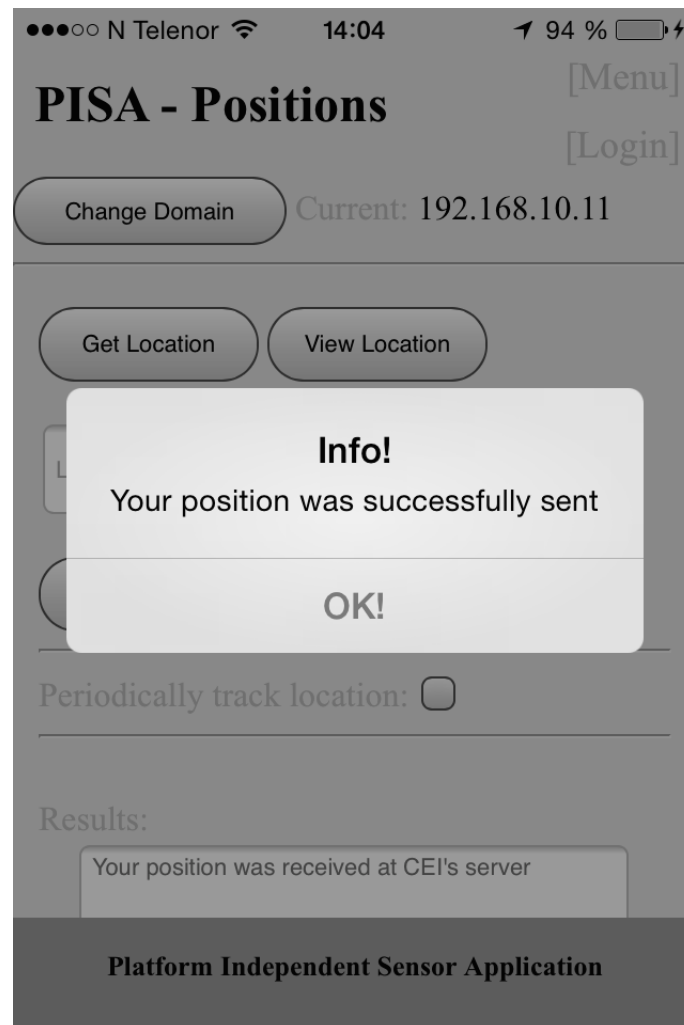 N Telenor 14:04 94 %
[Menu]
PISA - Positions
[Login]
Change Domain Current: 192.168.10.11
Get Location View Location
L
Info!
Your position was successfully sent
OK!
Periodically track location:
Results:
Your position was received at CEI's server
Platform Independent Sensor Application